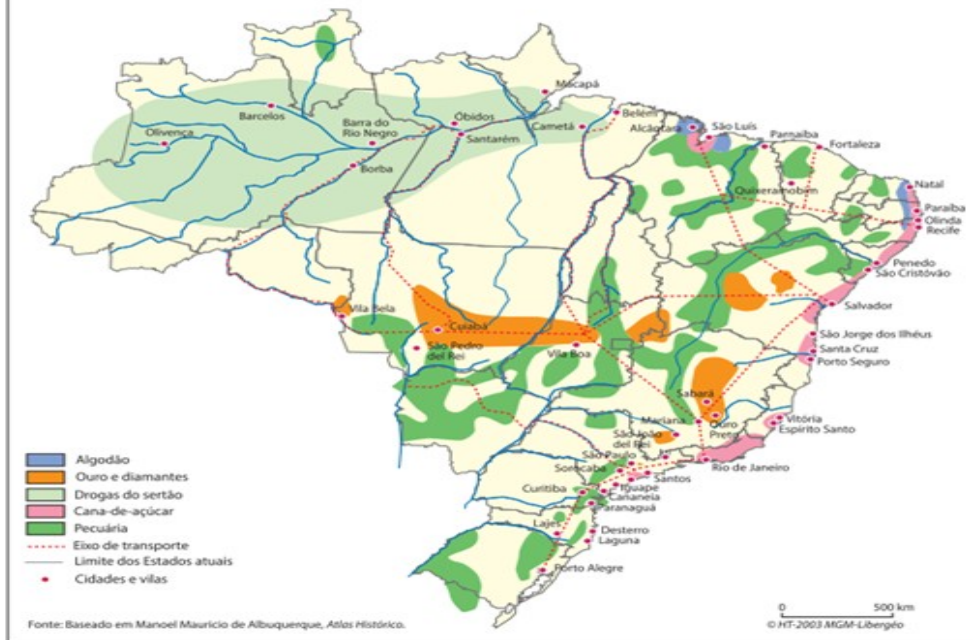 Macapá
Belém
Barcelos
Óbidos
Barra do
Rio Negro
Cametá
Alcântara
São Luís
Olivença
Santarém
Parnaíba
Fortaleza
Borba
Quixeramobim
Natal
Paraíba
Olinda
Recife
Penedo
São Cristóvão
Vila Bela
Salvador
Cuiabá
São Jorge dos Ilhéus
São Pedro
del Rei
Vila Boa
Santa Cruz
Porto Seguro
Sabará
Mariana
Ouro
Preto
Vitória
Espírito Santo
São João
del Rei
São Paulo
Rio de Janeiro
Sorocaba
Santos
Curitiba
Iguape
Cananeia
Paranaguá
Lajes
Desterro
Laguna
Porto Alegre
Algodão
Ouro e diamantes
Drogas do sertão
Cana-de-açúcar
Pecuária
Eixo de transporte
Limite dos Estados atuais
Cidades e vilas
0 500 km
Fonte: Baseado em Manoel Mauricio de Albuquerque, Atlas Histórico.
© HT-2003 MGM-Libergéo